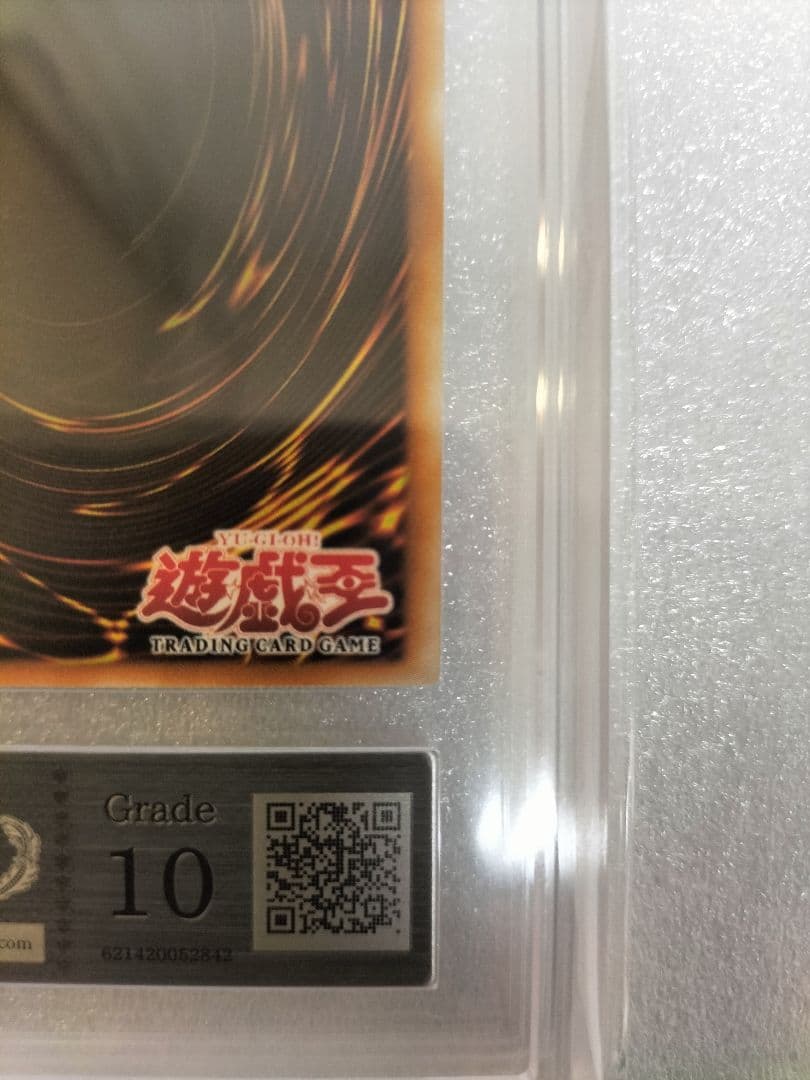 YU-GI-OH!
遊戯王
TRADING CARD GAME
Grade
10
.com
621420052842